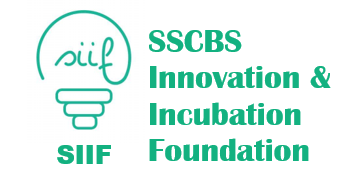 siif
SIIF
SSCBS
Innovation &
Incubation
Foundation